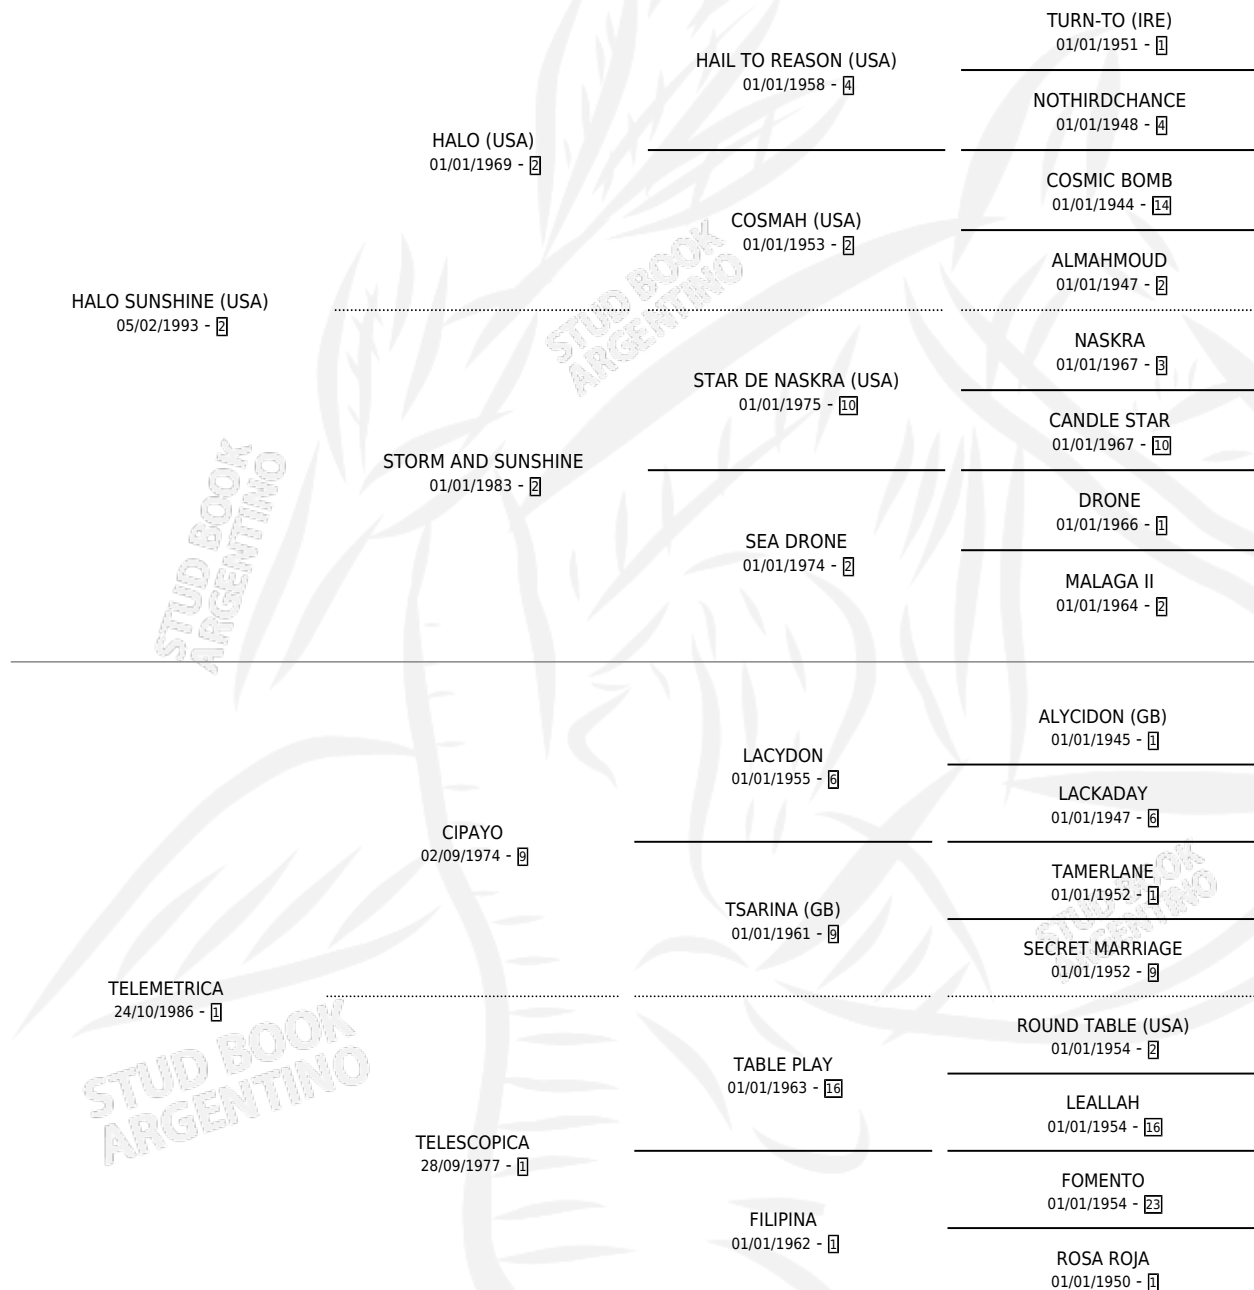 TURN-TO (IRE)
01/01/1951 - 1
HAIL TO REASON (USA)
01/01/1958 - 4
NOTHIRDCHANCE
01/01/1948 - 4
HALO (USA)
01/01/1969 - 2
COSMIC BOMB
01/01/1944 - 14
COSMAH (USA)
01/01/1953 - 2
ALMAHMOUD
01/01/1947 - 2
HALO SUNSHINE (USA)
05/02/1993 - 2
STUD BOOK
ARGENTINO
NASKRA
01/01/1967 - 3
STAR DE NASKRA (USA)
01/01/1975 - 10
CANDLE STAR
01/01/1967 - 10
STORM AND SUNSHINE
01/01/1983 - 2
STUD BOOK
ARGENTINO
DRONE
01/01/1966 - 1
SEA DRONE
01/01/1974 - 2
MALAGA II
01/01/1964 - 2
ALYCIDON (GB)
01/01/1945 - 1
LACYDON
01/01/1955 - 6
LACKADAY
01/01/1947 - 6
CIPAYO
02/09/1974 - 9
TAMERLANE
01/01/1952 - 1
TSARINA (GB)
01/01/1961 - 9
STUD BOOK
ARGENTINO
SECRET MARRIAGE
01/01/1952 - 9
TELEMETRICA
24/10/1986 - 1
STUD BOOK
ARGENTINO
ROUND TABLE (USA)
01/01/1954 - 2
TABLE PLAY
01/01/1963 - 16
LEALLAH
01/01/1954 - 16
TELESCOPICA
28/09/1977 - 1
FOMENTO
01/01/1954 - 23
FILIPINA
01/01/1962 - 1
ROSA ROJA
01/01/1950 - 1